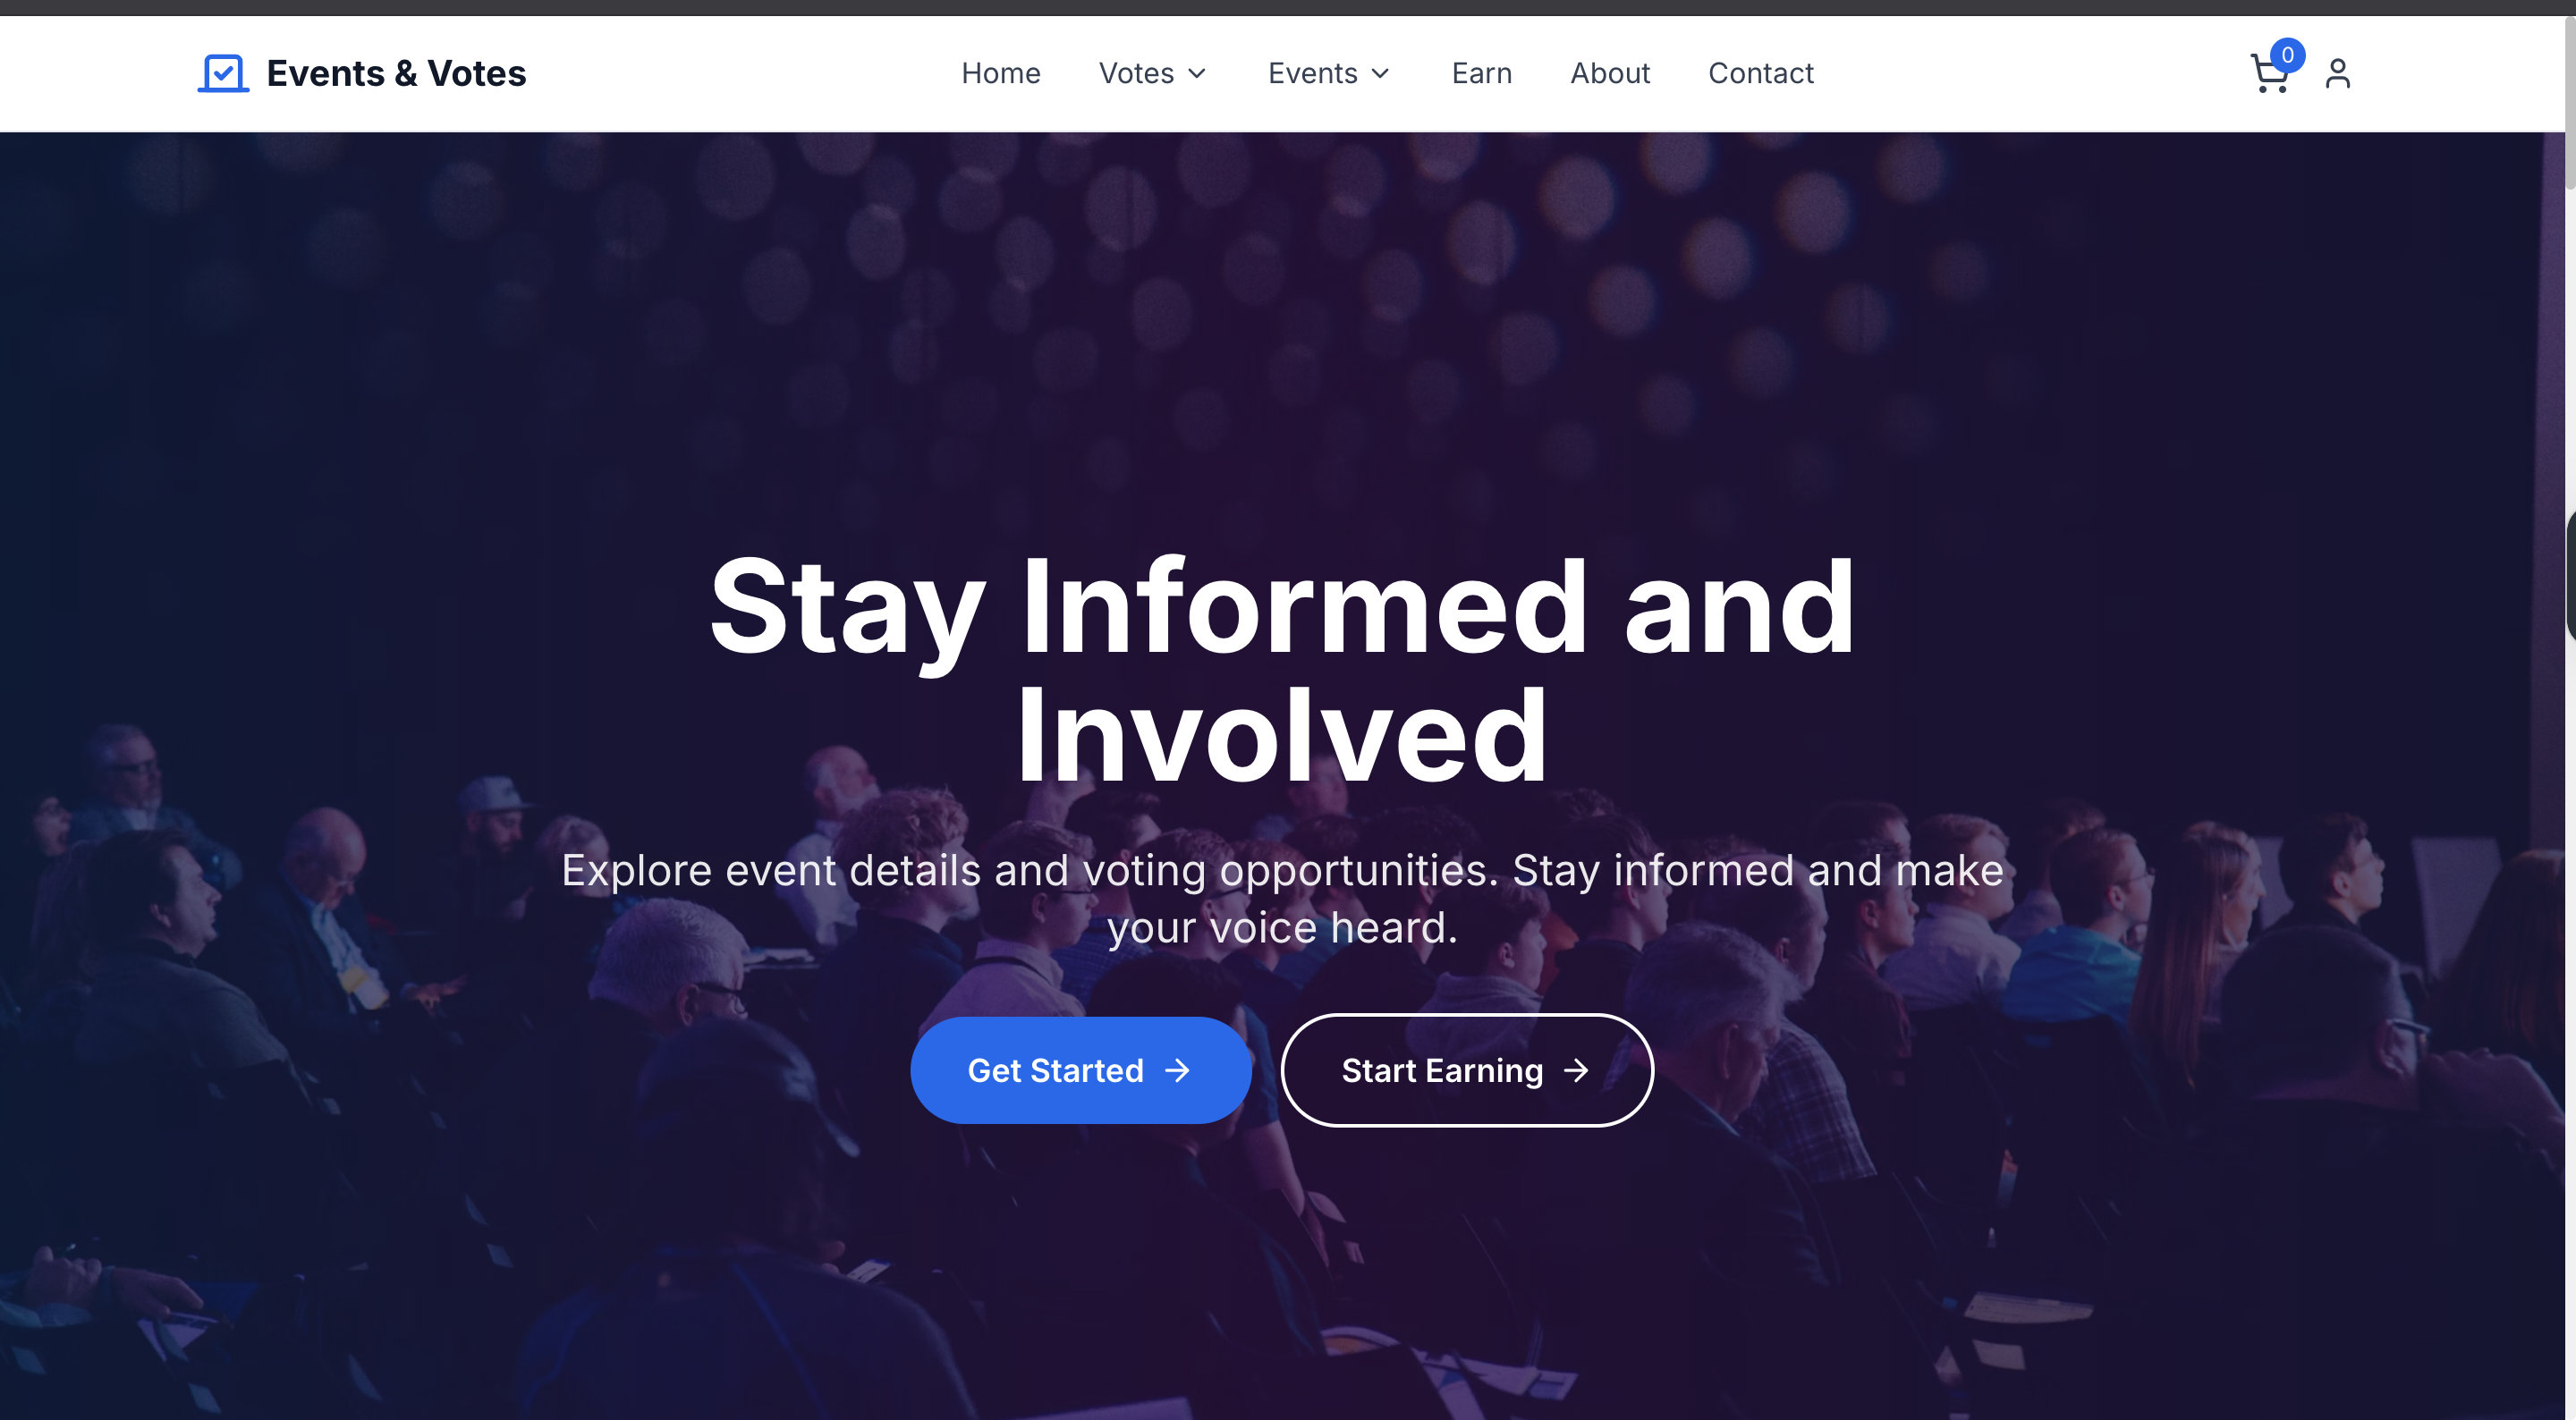 Events & Votes
Home
Votes
Events
Earn
About
Contact
0
Stay Informed and
Involved
Explore event details and voting opportunities. Stay informed and make
your voice heard.
Get Started →
Start Earning →